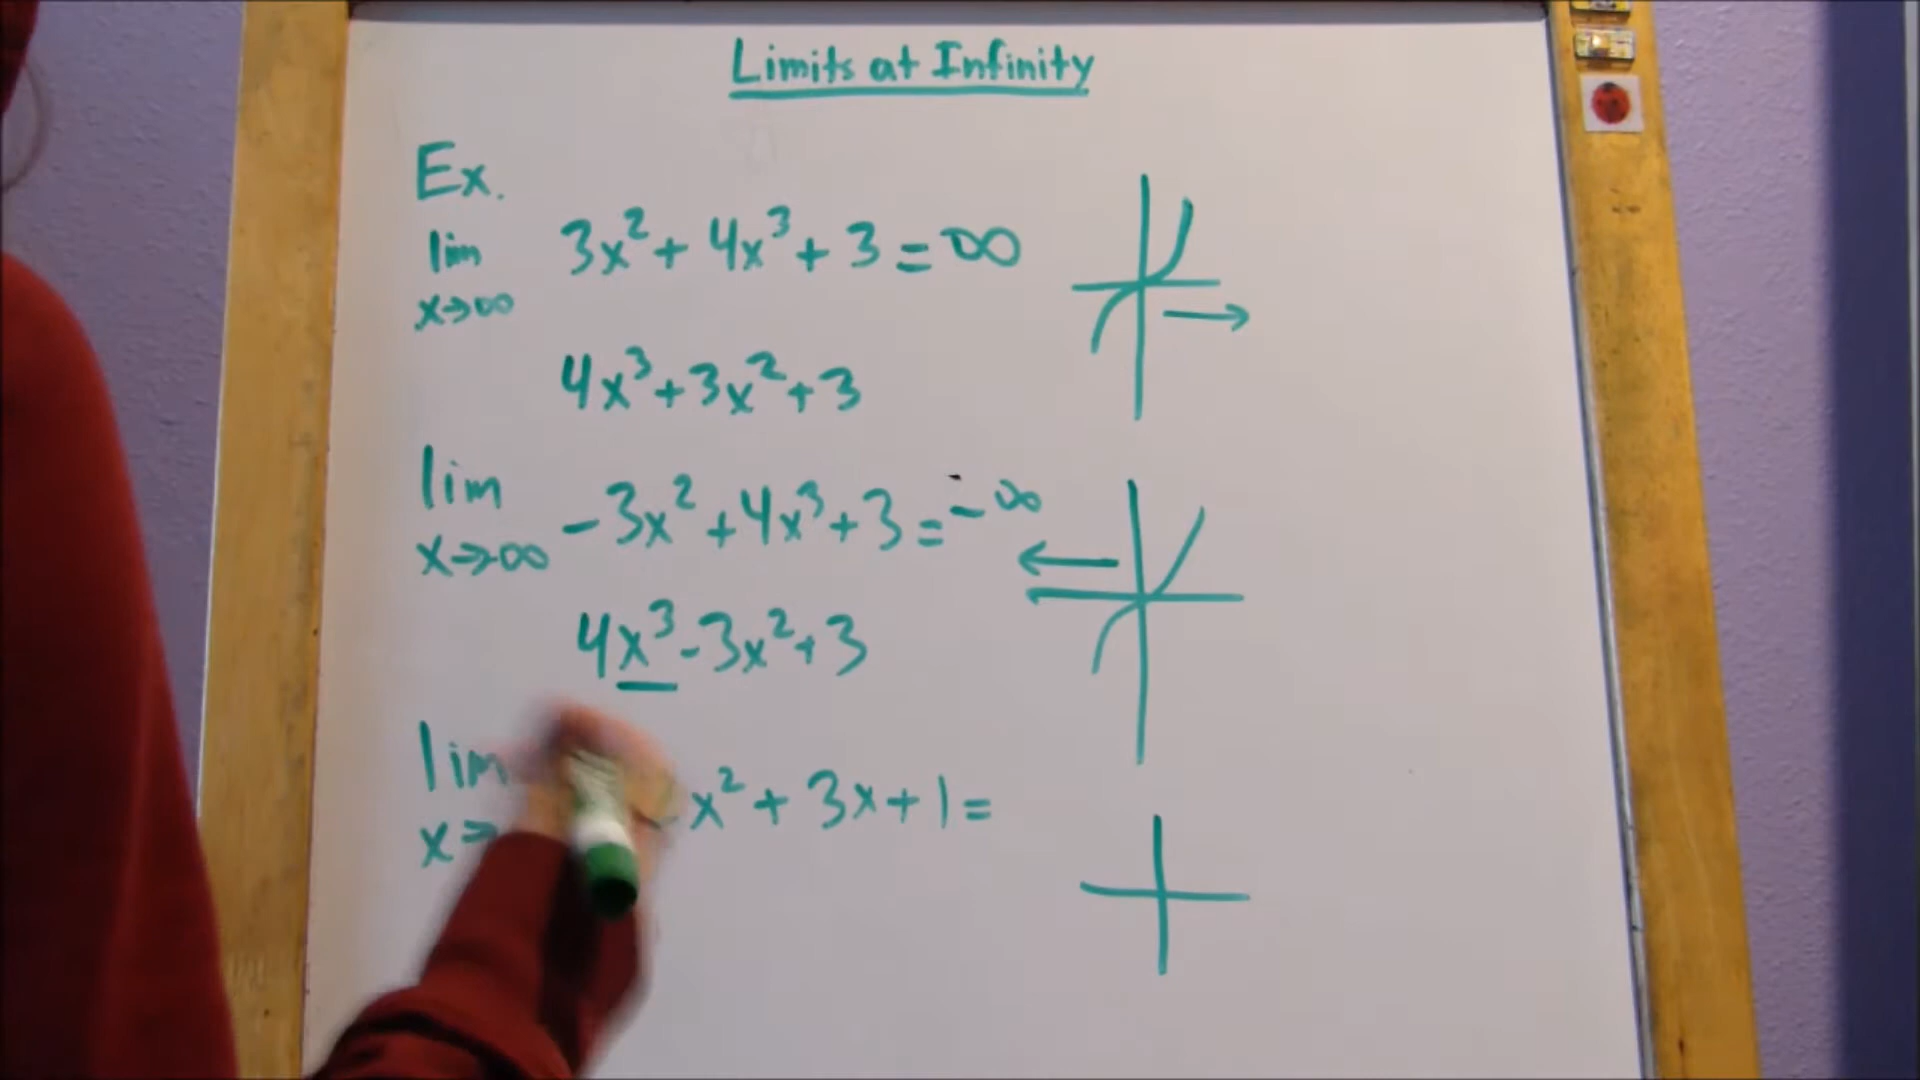 Limits at Infinity
Ex.
lim x→∞ 3x² + 4x³ + 3 = ∞
4x³ + 3x² + 3
lim x→∞ -3x² + 4x³ + 3 = -∞
4x³ - 3x² + 3
lim x→ x² + 3x + 1 =